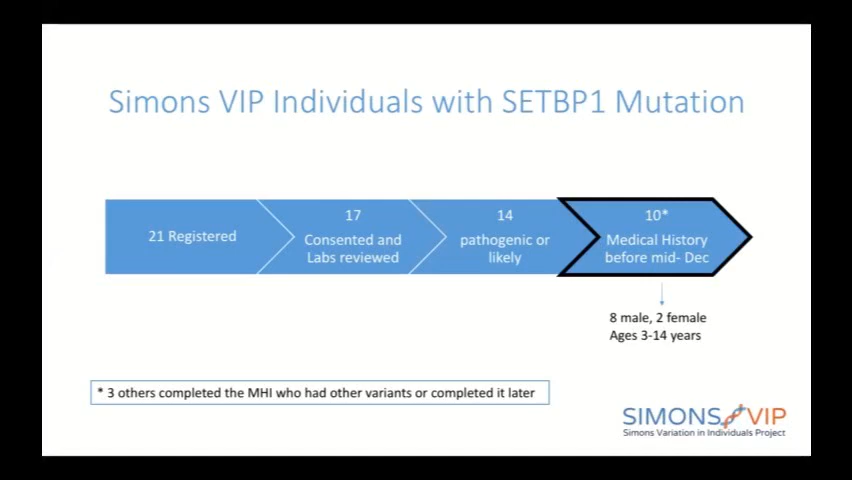 Simons VIP Individuals with SETBP1 Mutation
21 Registered
17
Consented and
Labs reviewed
14
pathogenic or
likely
10*
Medical History
before mid- Dec
8 male, 2 female
Ages 3-14 years
* 3 others completed the MHI who had other variants or completed it later
SIMONS VIP
Simons Variation in Individuals Project